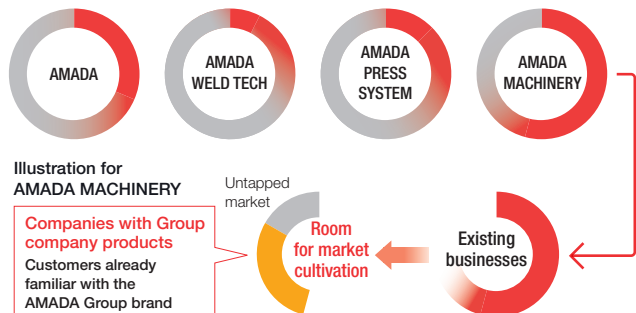 AMADA
AMADA
WELD TECH
AMADA
PRESS
SYSTEM
AMADA
MACHINERY
Illustration for
AMADA MACHINERY
Companies with Group
company products
Customers already
familiar with the
AMADA Group brand
Untapped
market
Room
for market
cultivation
Existing
businesses